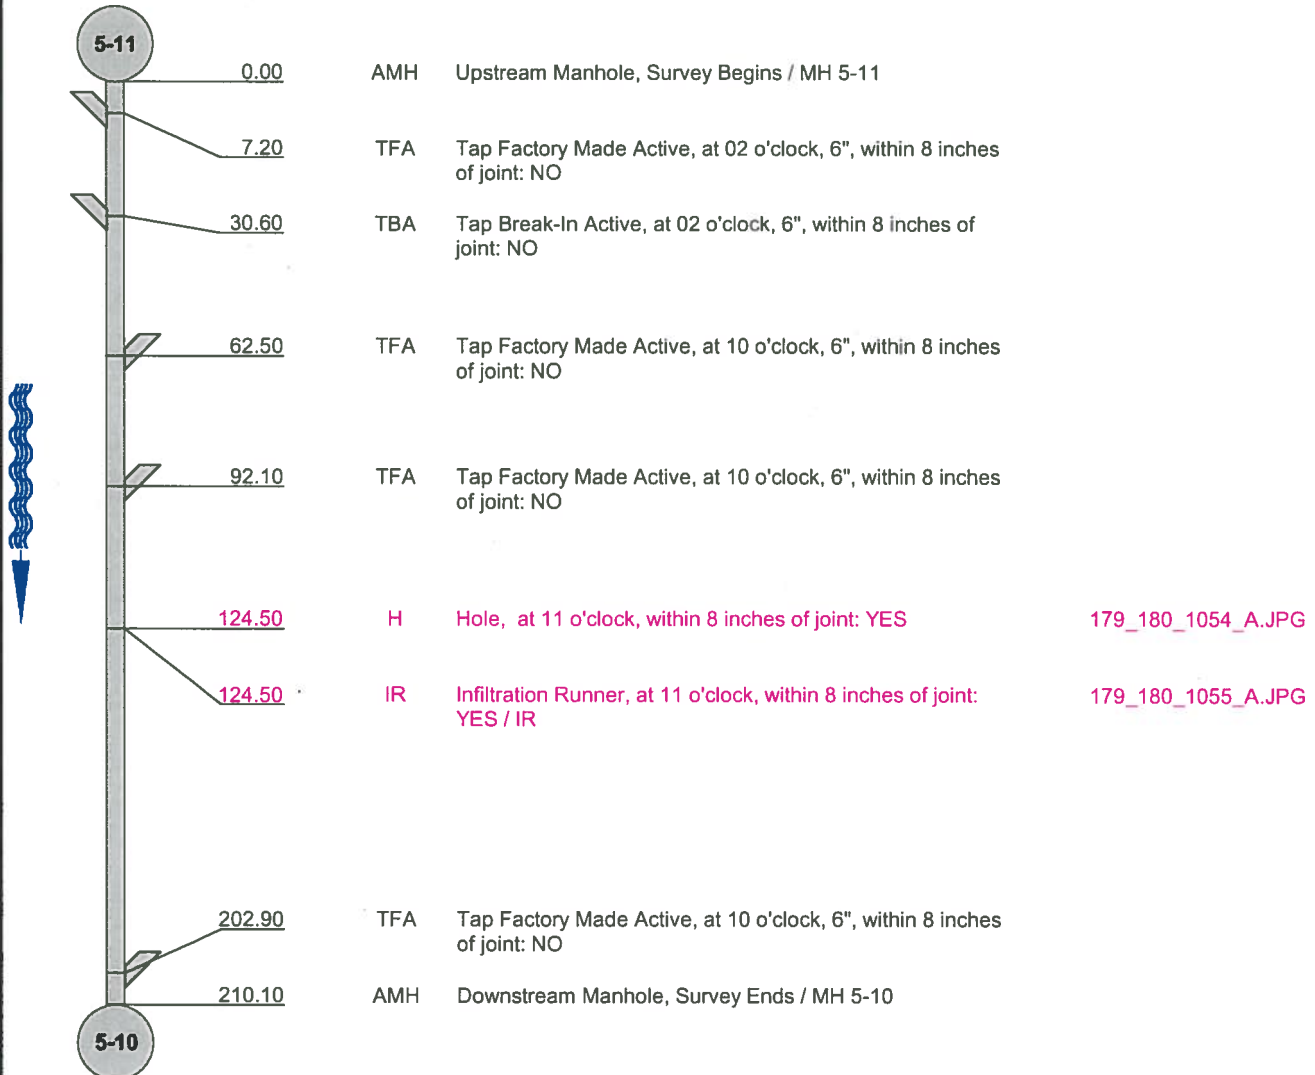 5-11
0.00 AMH Upstream Manhole, Survey Begins / MH 5-11
7.20 TFA Tap Factory Made Active, at 02 o'clock, 6", within 8 inches
of joint: NO
30.60 TBA Tap Break-In Active, at 02 o'clock, 6", within 8 inches of
joint: NO
62.50 TFA Tap Factory Made Active, at 10 o'clock, 6", within 8 inches
of joint: NO
92.10 TFA Tap Factory Made Active, at 10 o'clock, 6", within 8 inches
of joint: NO
124.50 H Hole, at 11 o'clock, within 8 inches of joint: YES 179_180_1054_A.JPG
124.50 IR Infiltration Runner, at 11 o'clock, within 8 inches of joint: 179_180_1055_A.JPG
YES / IR
202.90 TFA Tap Factory Made Active, at 10 o'clock, 6", within 8 inches
of joint: NO
210.10 AMH Downstream Manhole, Survey Ends / MH 5-10
5-10